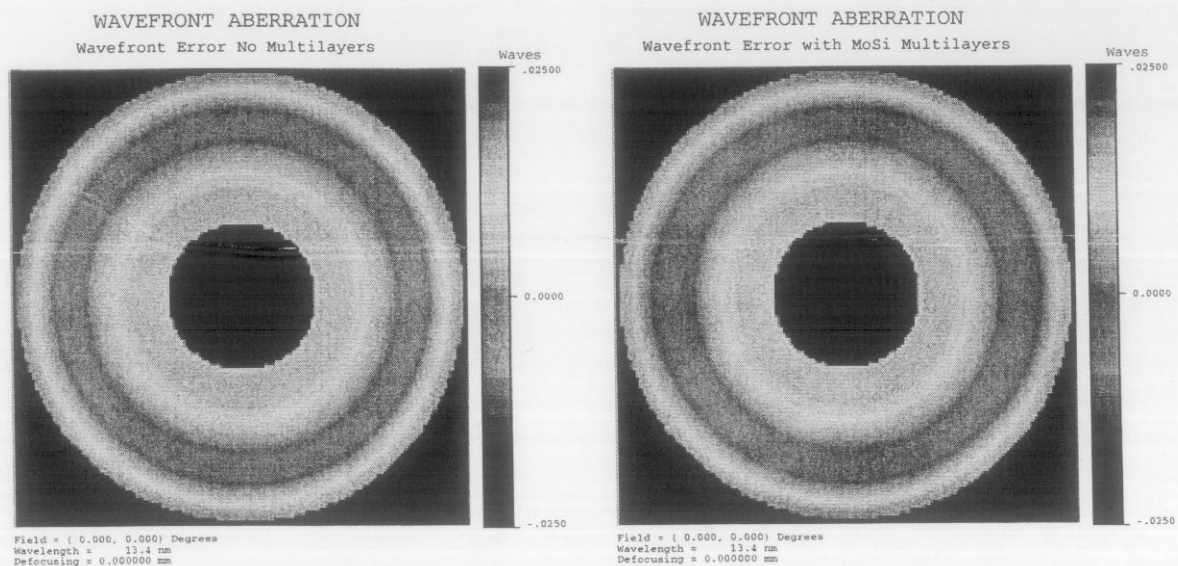 WAVEFRONT ABERRATION
Wavefront Error No Multilayers
Waves
.02500
0.0000
-.0250
Field = ( 0.000, 0.000) Degrees
Wavelength = 13.4 nm
Defocusing = 0.000000 mm
WAVEFRONT ABERRATION
Wavefront Error with MoSi Multilayers
Waves
.02500
0.0000
-.0250
Field = ( 0.000, 0.000) Degrees
Wavelength = 13.4 nm
Defocusing = 0.000000 mm